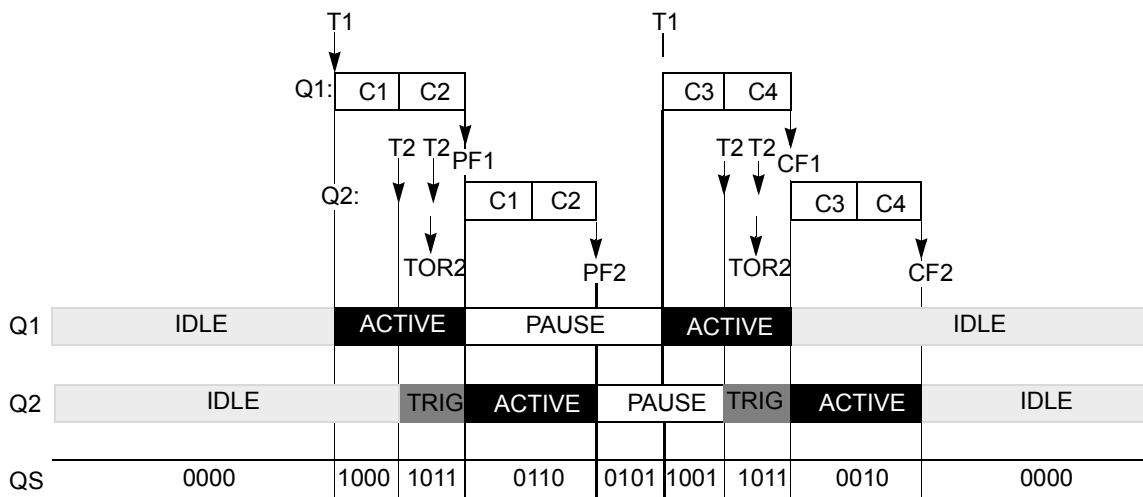 T1 T1
Q1: C1 C2 C3 C4
T2 T2 PF1 T2 T2 CF1
Q2: C1 C2 C3 C4
TOR2 PF2 TOR2 CF2
Q1 IDLE ACTIVE PAUSE ACTIVE IDLE
Q2 IDLE TRIG ACTIVE PAUSE TRIG ACTIVE IDLE
QS 0000 1000 1011 0110 0101 1001 1011 0010 0000